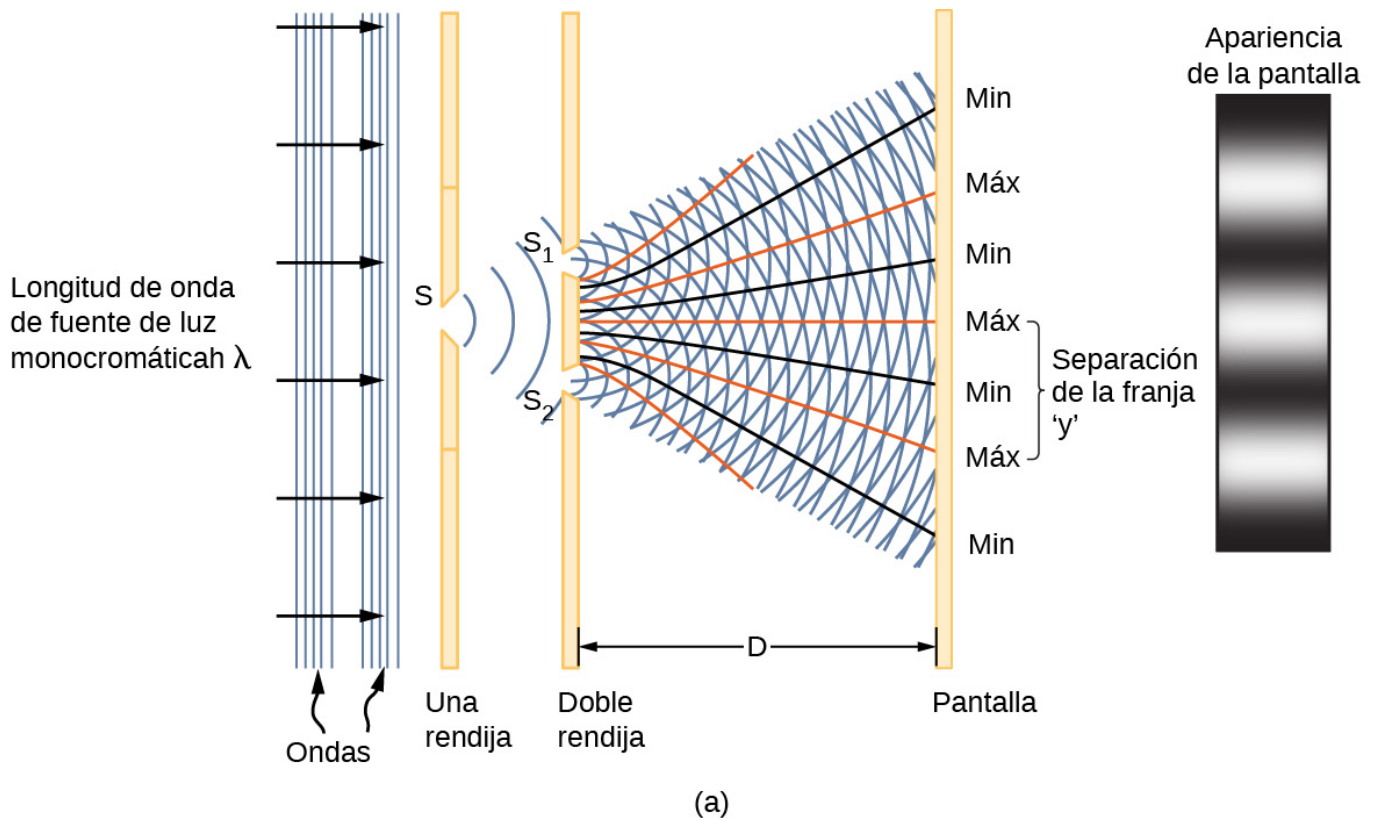 Longitud de onda
de fuente de luz
monocromáticah λ
Ondas
S
Una
rendija
S1
S2
Doble
rendija
D
Min
Máx
Min
Máx
Min
Máx
Min
Separación
de la franja
‘y’
Pantalla
Apariencia
de la pantalla
(a)